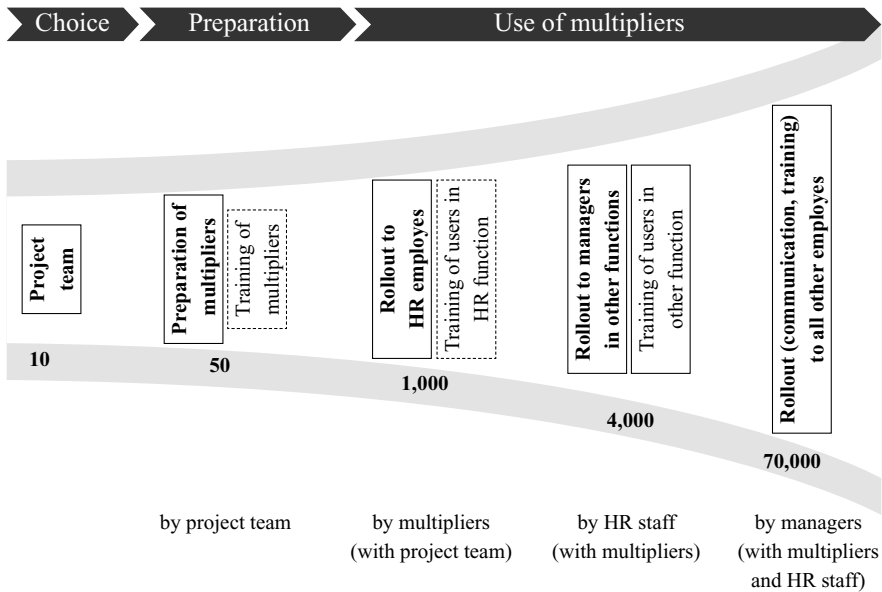 Choice
Preparation
Use of multipliers
Project
team
Preparation of
multipliers
Training of
multipliers
Rollout to
HR employes
Training of users in
HR function
Rollout to managers
in other functions
Training of users in
other function
Rollout (communication, training)
to all other employes
10
50
1,000
4,000
70,000
by project team
by multipliers
(with project team)
by HR staff
(with multipliers)
by managers
(with multipliers
and HR staff)